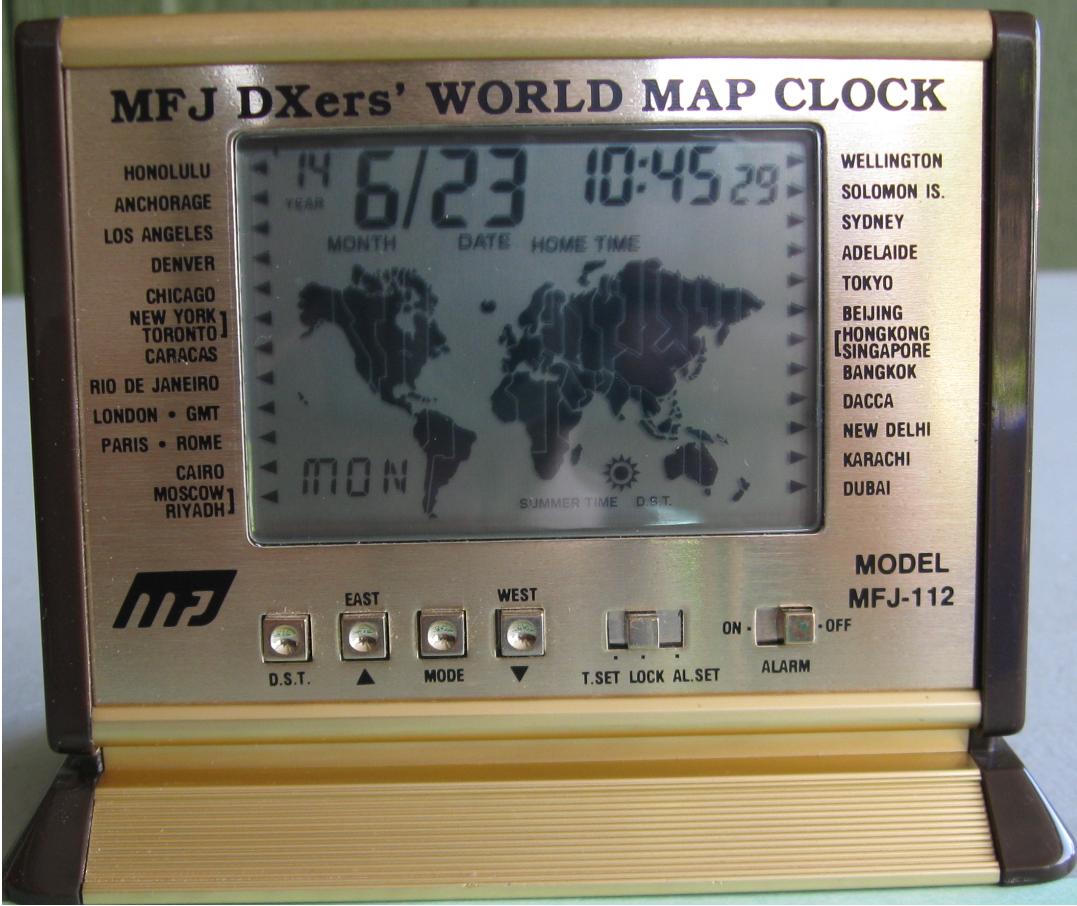 MFJ DXers' WORLD MAP CLOCK
HONOLULU
ANCHORAGE
LOS ANGELES
DENVER
CHICAGO
NEW YORK
TORONTO
CARACAS
RIO DE JANEIRO
LONDON • GMT
PARIS • ROME
CAIRO
MOSCOW
RIYADH
14 6/23 10:45 29
YEAR
MONTH DATE HOME TIME
MON
SUMMER TIME D.S.T.
WELLINGTON
SOLOMON IS.
SYDNEY
ADELAIDE
TOKYO
BEIJING
HONGKONG
SINGAPORE
BANGKOK
DACCA
NEW DELHI
KARACHI
DUBAI
MFJ
MODEL
MFJ-112
EAST WEST
D.S.T. ▲ MODE ▼
T.SET LOCK AL.SET
ON • • OFF
ALARM